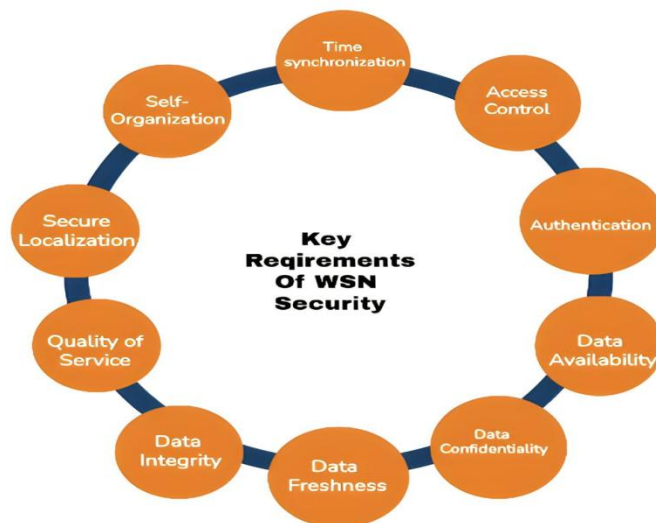 Time
synchronization
Access
Control
Authentication
Data
Availability
Data
Confidentiality
Data
Freshness
Data
Integrity
Quality of
Service
Secure
Localization
Self-
Organization
Key
Reqirements
Of WSN
Security